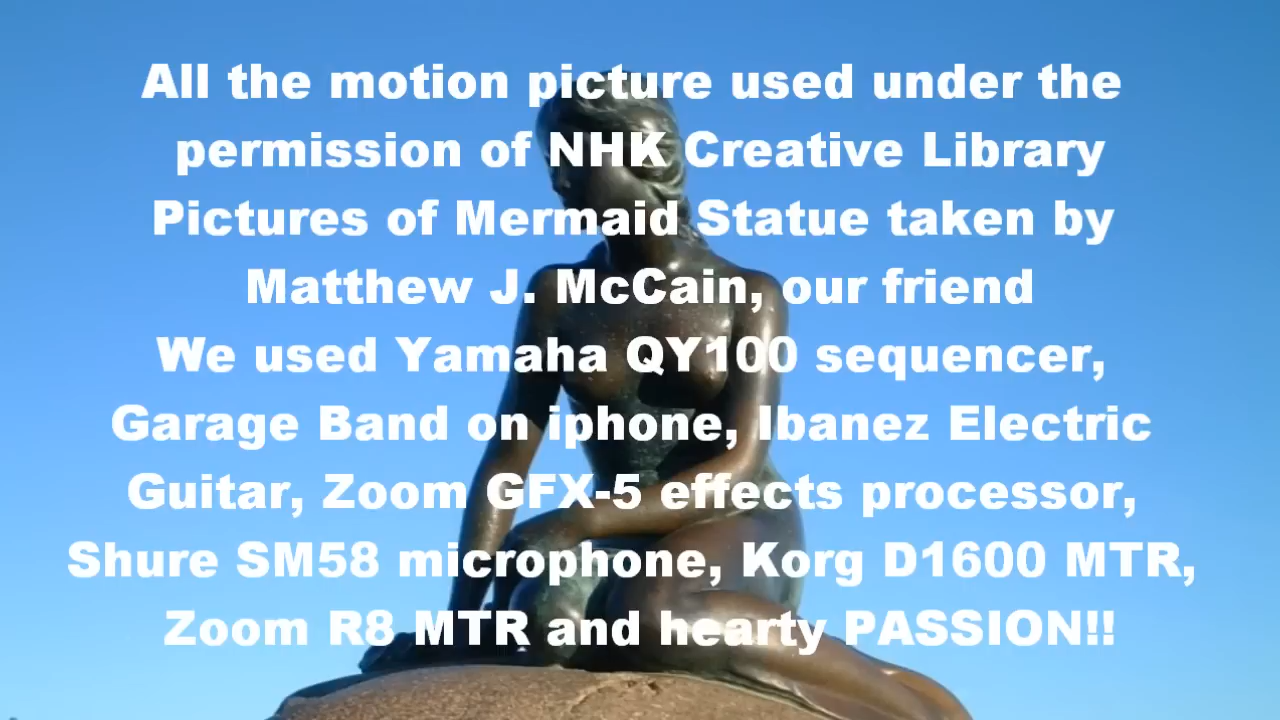 All the motion picture used under the
permission of NHK Creative Library
Pictures of Mermaid Statue taken by
Matthew J. McCain, our friend
We used Yamaha QY100 sequencer,
Garage Band on iphone, Ibanez Electric
Guitar, Zoom GFX-5 effects processor,
Shure SM58 microphone, Korg D1600 MTR,
Zoom R8 MTR and hearty PASSION!!